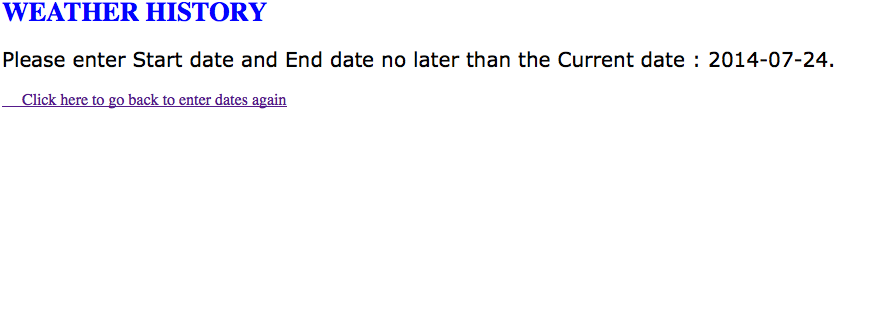 WEATHER HISTORY
Please enter Start date and End date no later than the Current date : 2014-07-24.
Click here to go back to enter dates again